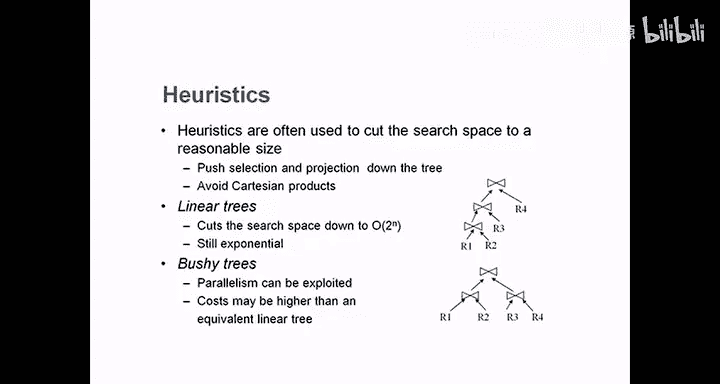 bilibili
Heuristics
• Heuristics are often used to cut the search space to a
reasonable size
– Push selection and projection down the tree
– Avoid Cartesian products
• Linear trees
– Cuts the search space down to O(2ⁿ)
– Still exponential
• Bushy trees
– Parallelism can be exploited
– Costs may be higher than an
equivalent linear tree
R4
R3
R1 R2
R1 R2 R3 R4